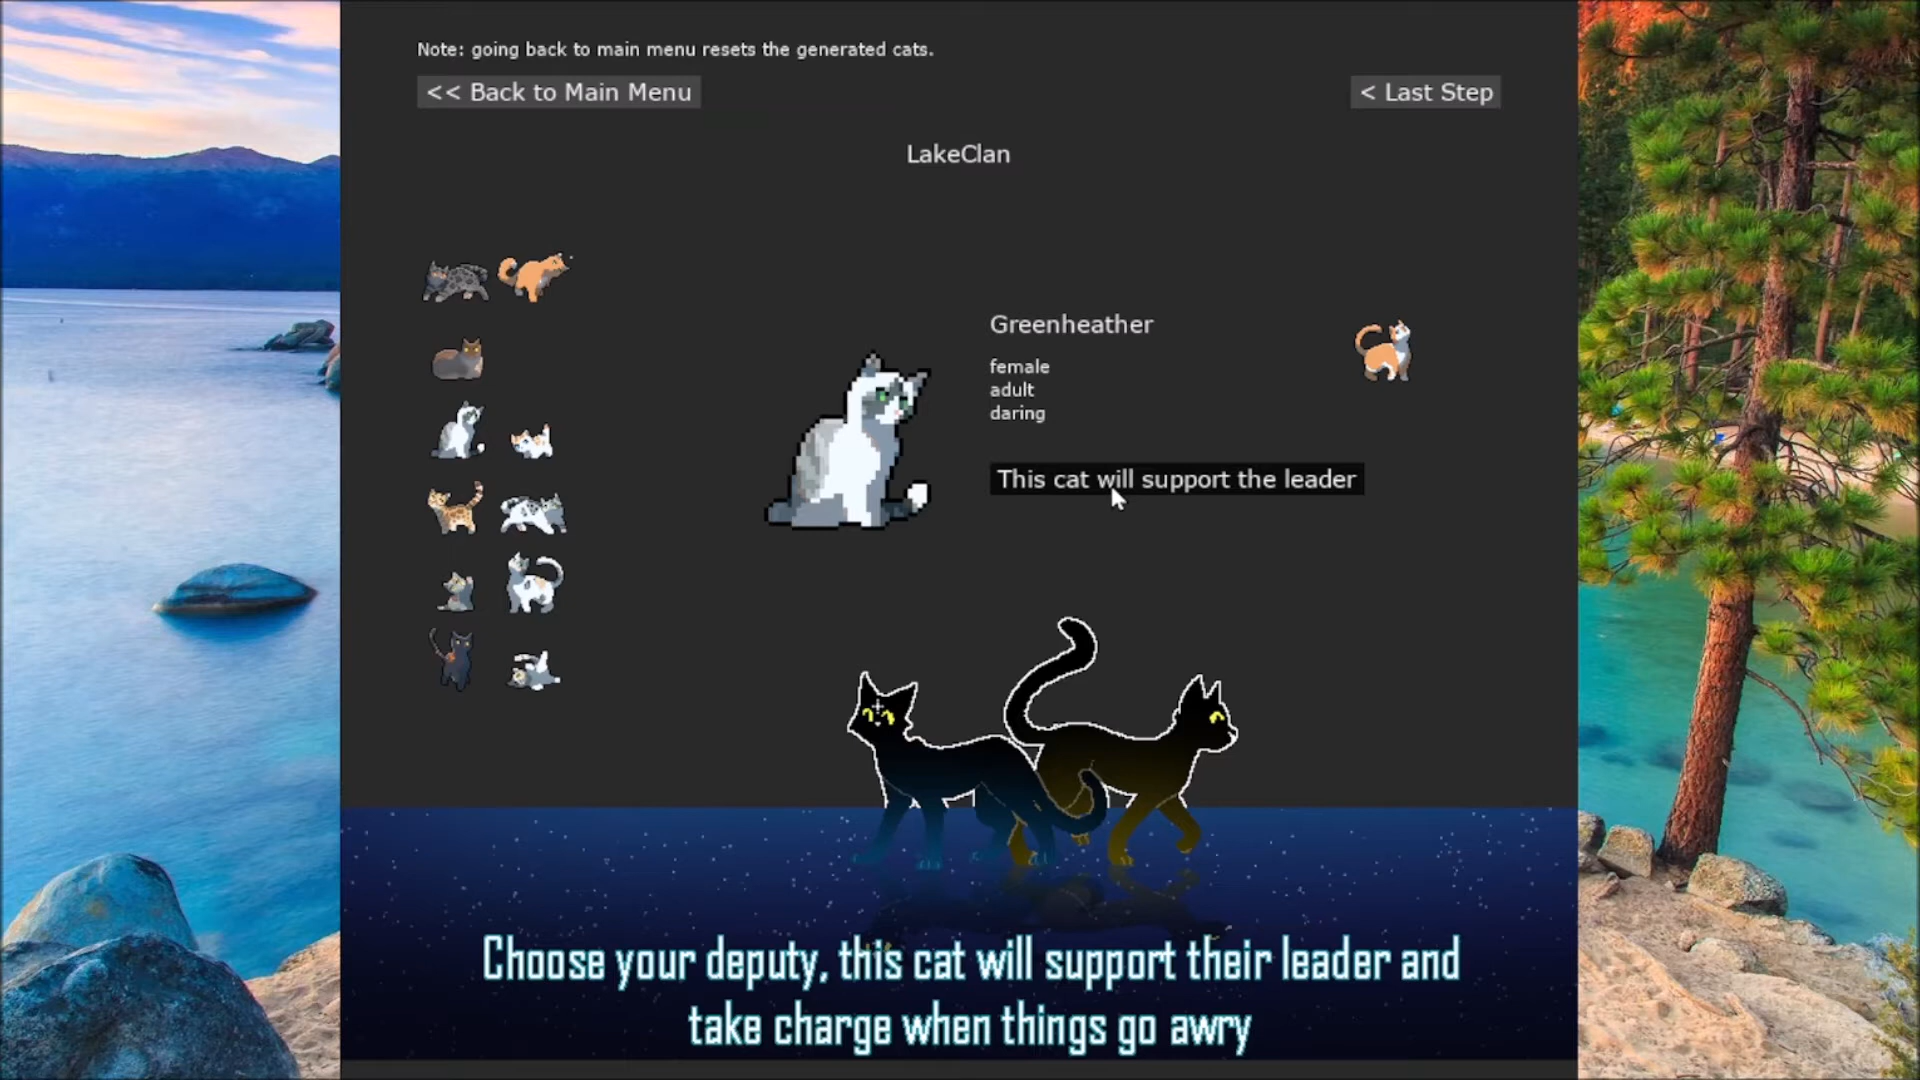 Note: going back to main menu resets the generated cats.
<< Back to Main Menu
< Last Step
LakeClan
Greenheather
female
adult
daring
This cat will support the leader
Choose your deputy, this cat will support their leader and
take charge when things go awry